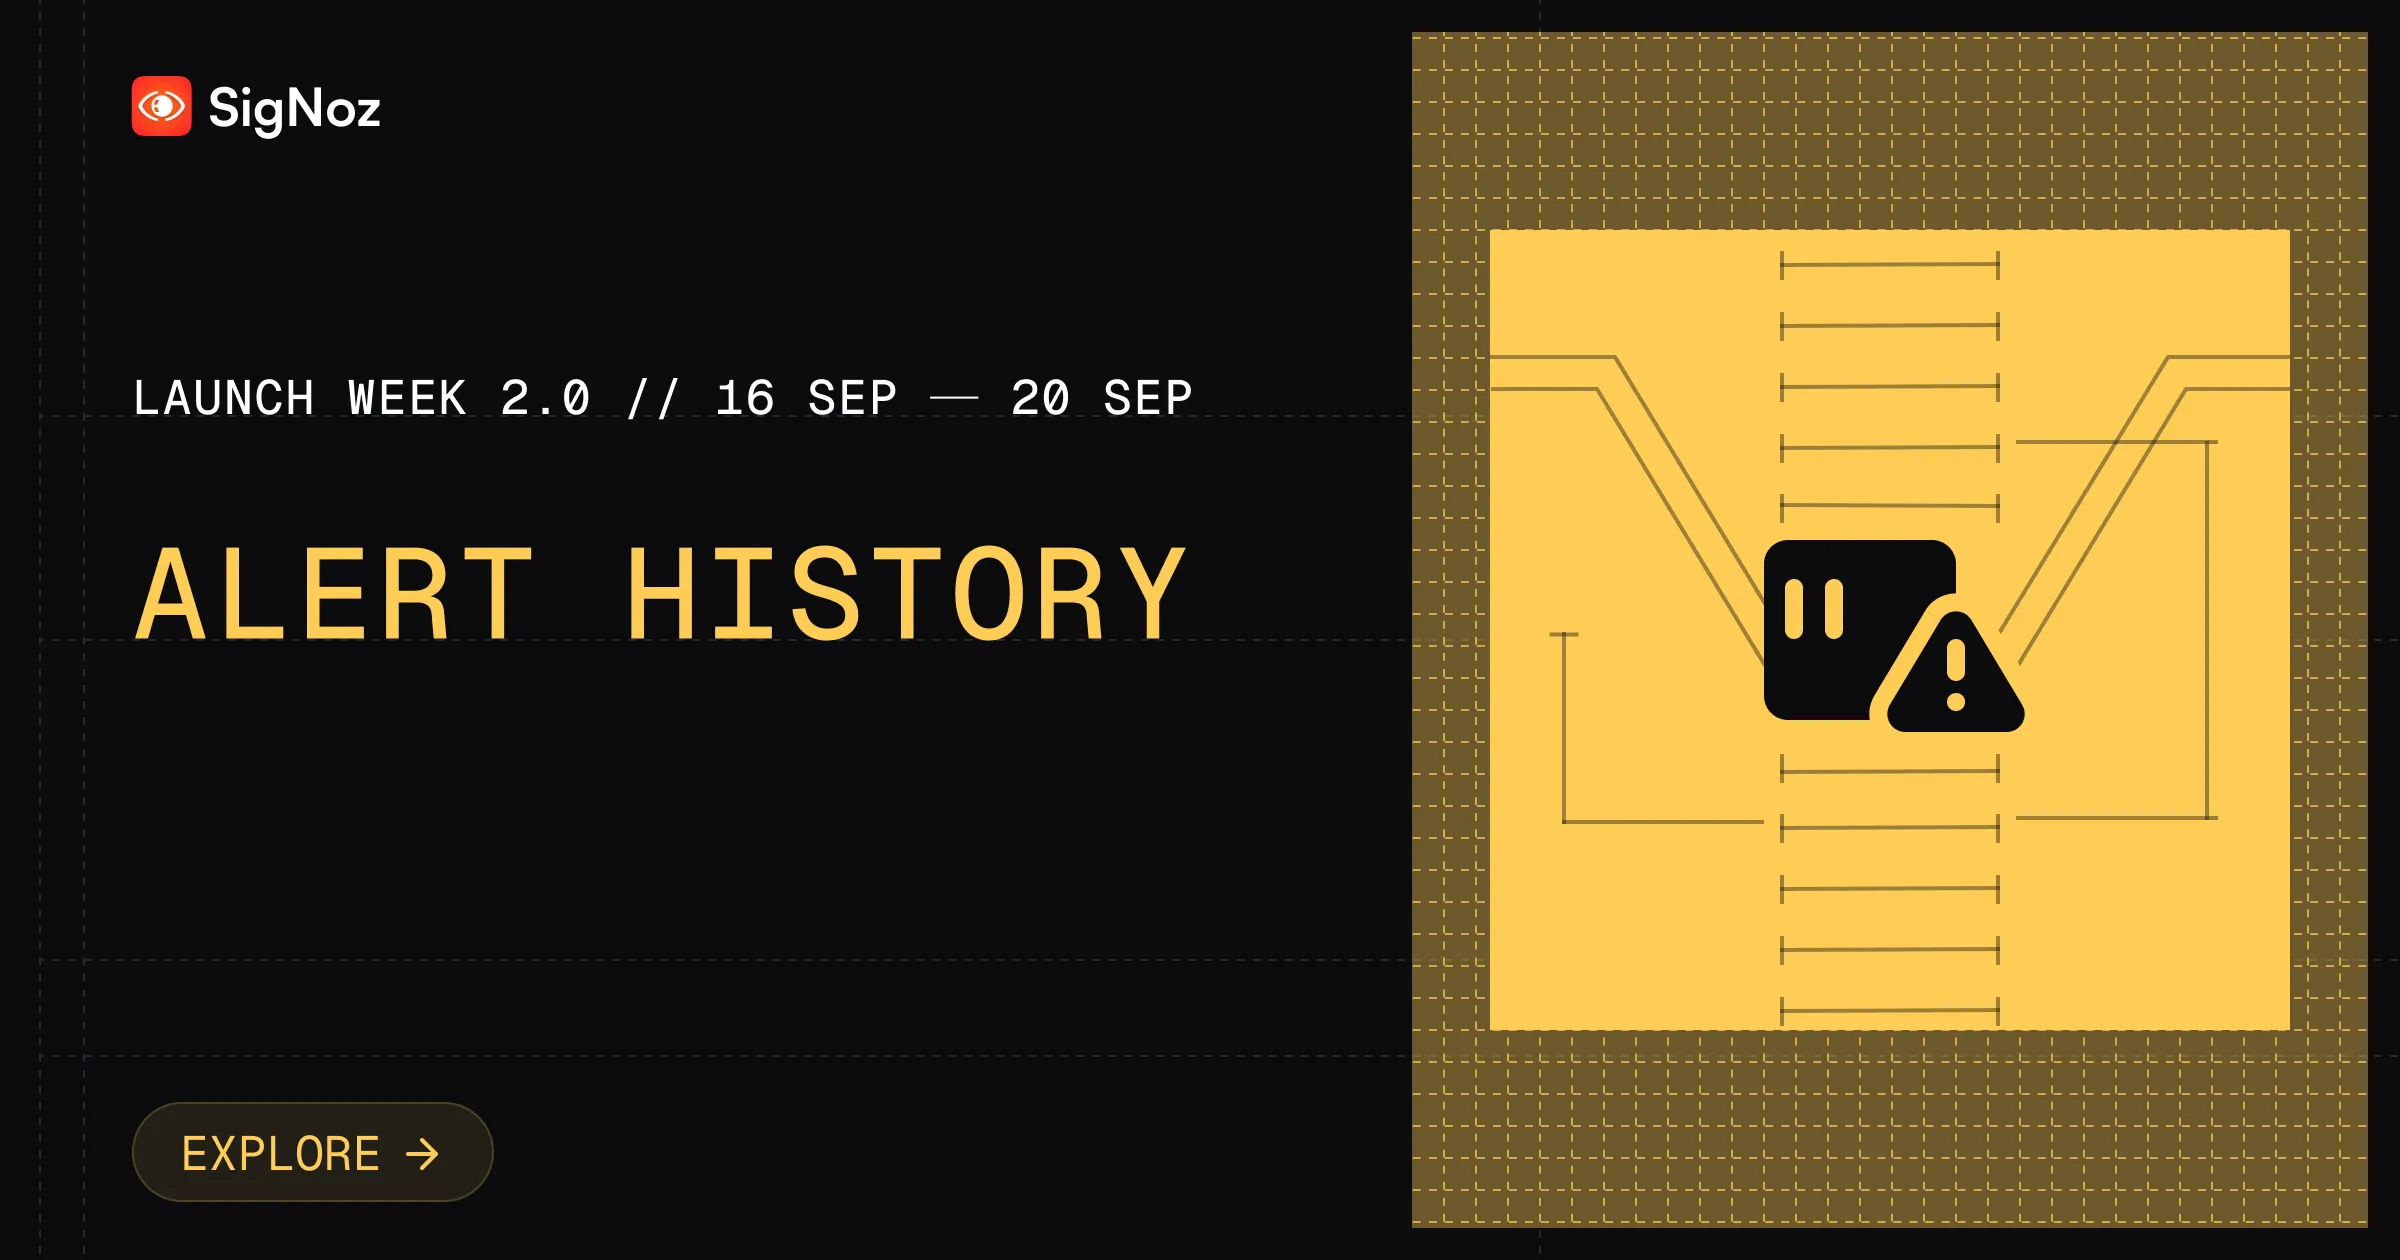 SigNoz
LAUNCH WEEK 2.0 // 16 SEP — 20 SEP
ALERT HISTORY
EXPLORE →